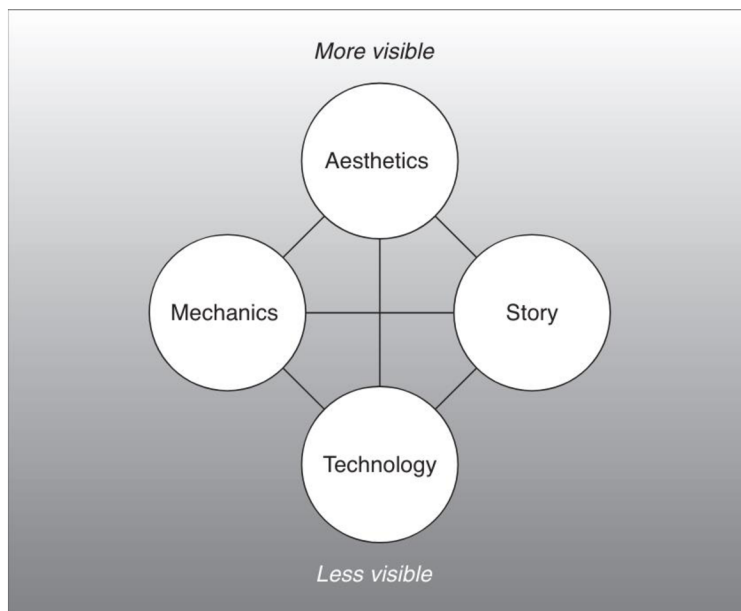 More visible
Aesthetics
Mechanics
Story
Technology
Less visible